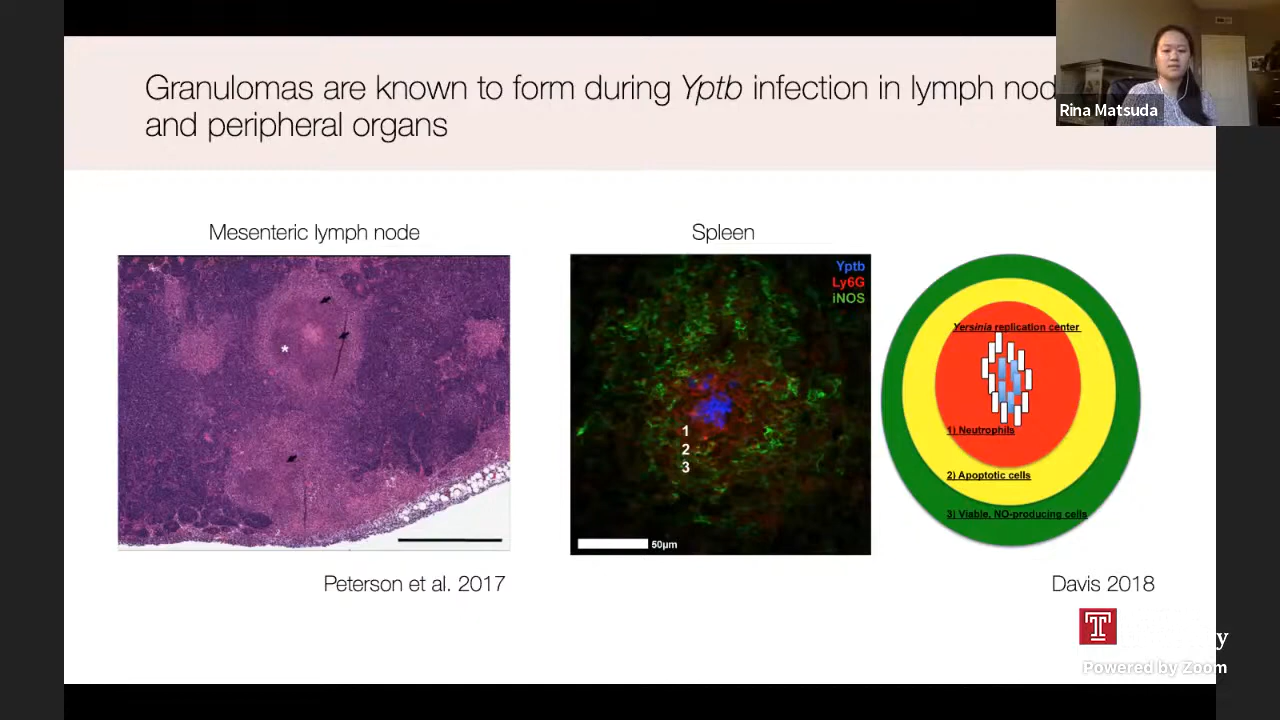 Granulomas are known to form during Yptb infection in lymph nod
and peripheral organs
Rina Matsuda
Mesenteric lymph node
Spleen
*
Yptb
Ly6G
iNOS
1
2
3
50µm
Yersinia replication center
1) Neutrophils
2) Apoptotic cells
3) Viable, NO-producing cells
Peterson et al. 2017
Davis 2018
T
y
Powered by Zoom